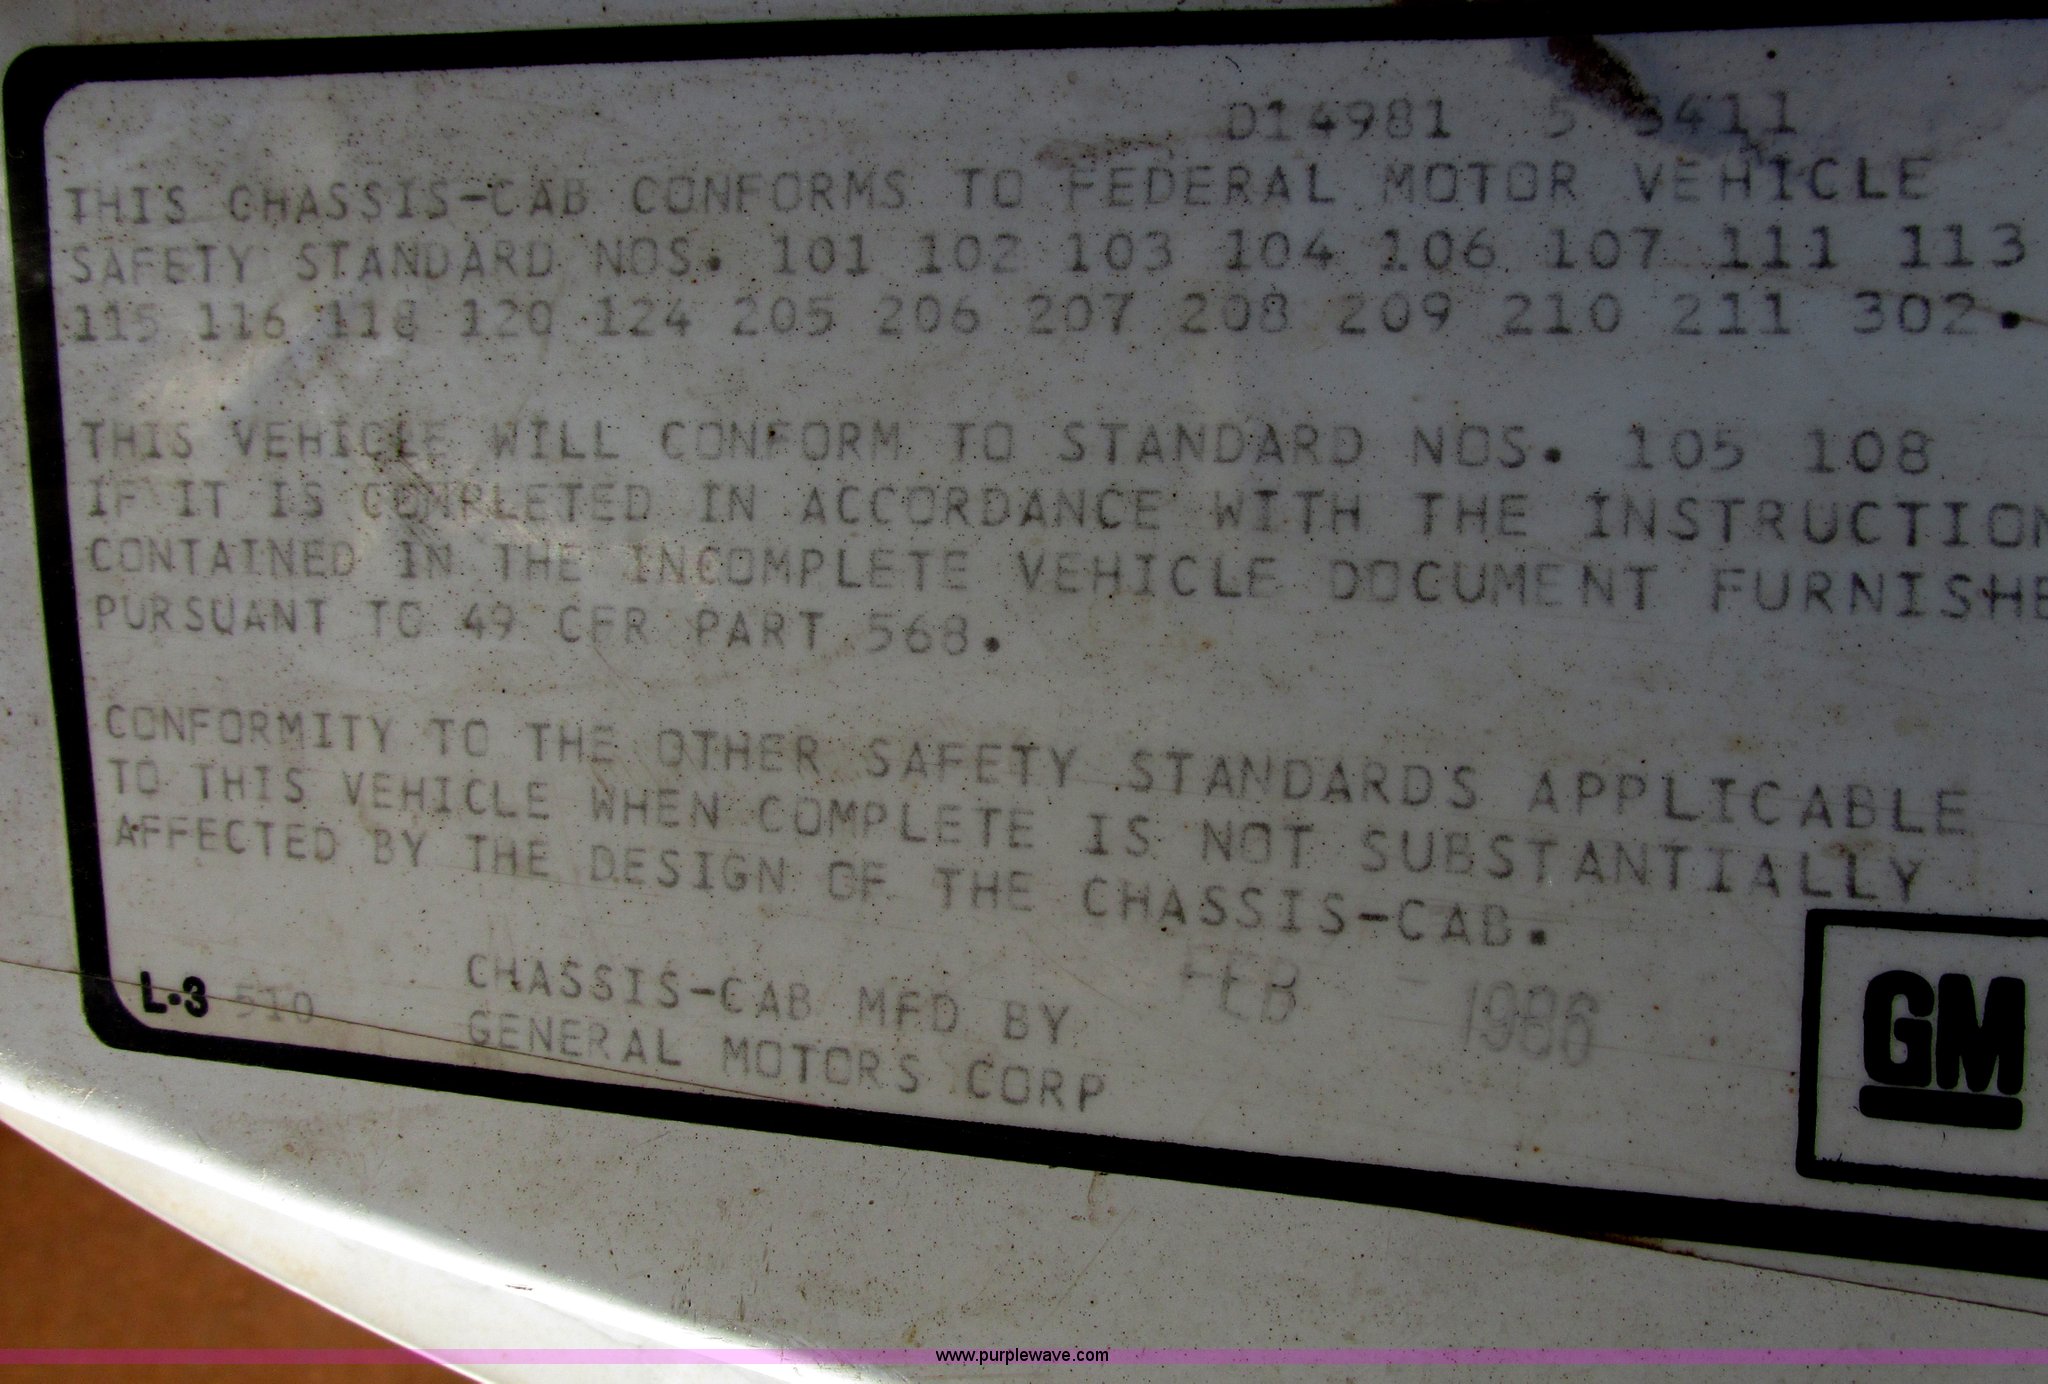 D14981 5 3411
THIS CHASSIS-CAB CONFORMS TO FEDERAL MOTOR VEHICLE
SAFETY STANDARD NOS. 101 102 103 104 106 107 111 113
115 116 118 120 124 205 206 207 208 209 210 211 302.
THIS VEHICLE WILL CONFORM TO STANDARD NOS. 105 108
IF IT IS COMPLETED IN ACCORDANCE WITH THE INSTRUCTION
CONTAINED IN THE INCOMPLETE VEHICLE DOCUMENT FURNISHE
PURSUANT TO 49 CFR PART 568.
CONFORMITY TO THE OTHER SAFETY STANDARDS APPLICABLE
TO THIS VEHICLE WHEN COMPLETE IS NOT SUBSTANTIALLY
AFFECTED BY THE DESIGN OF THE CHASSIS-CAB.
L•3 510
CHASSIS-CAB MFD BY FEB - 1986
GENERAL MOTORS CORP
GM
www.purplewave.com